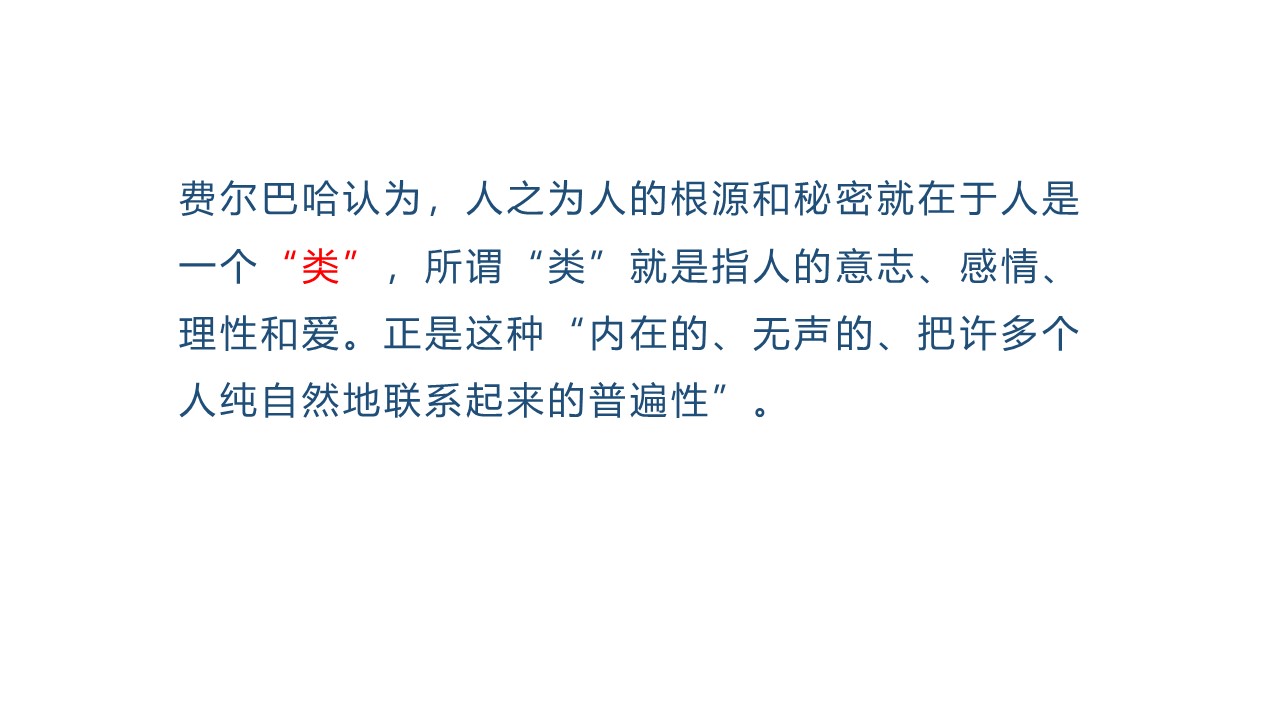 费尔巴哈认为，人之为人的根源和秘密就在于人是
一个“类”，所谓“类”就是指人的意志、感情、
理性和爱。正是这种“内在的、无声的、把许多个
人纯自然地联系起来的普遍性”。